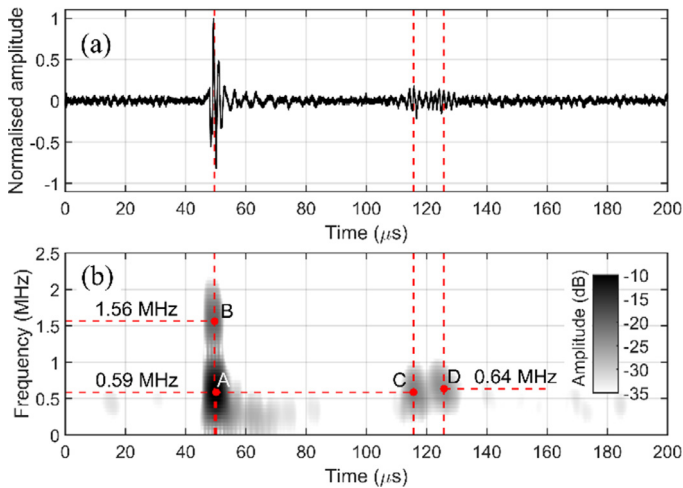 (a)
Normalised amplitude
1
0.5
0
-0.5
-1
0 20 40 60 80 100 120 140 160 180 200
Time (μs)
(b)
Frequency (MHz)
2.5
2
1.5
1
0.5
0
1.56 MHz
B
0.59 MHz
A
C
D
0.64 MHz
Amplitude (dB)
-10
-15
-20
-25
-30
-35
0 20 40 60 80 100 120 140 160 180 200
Time (μs)